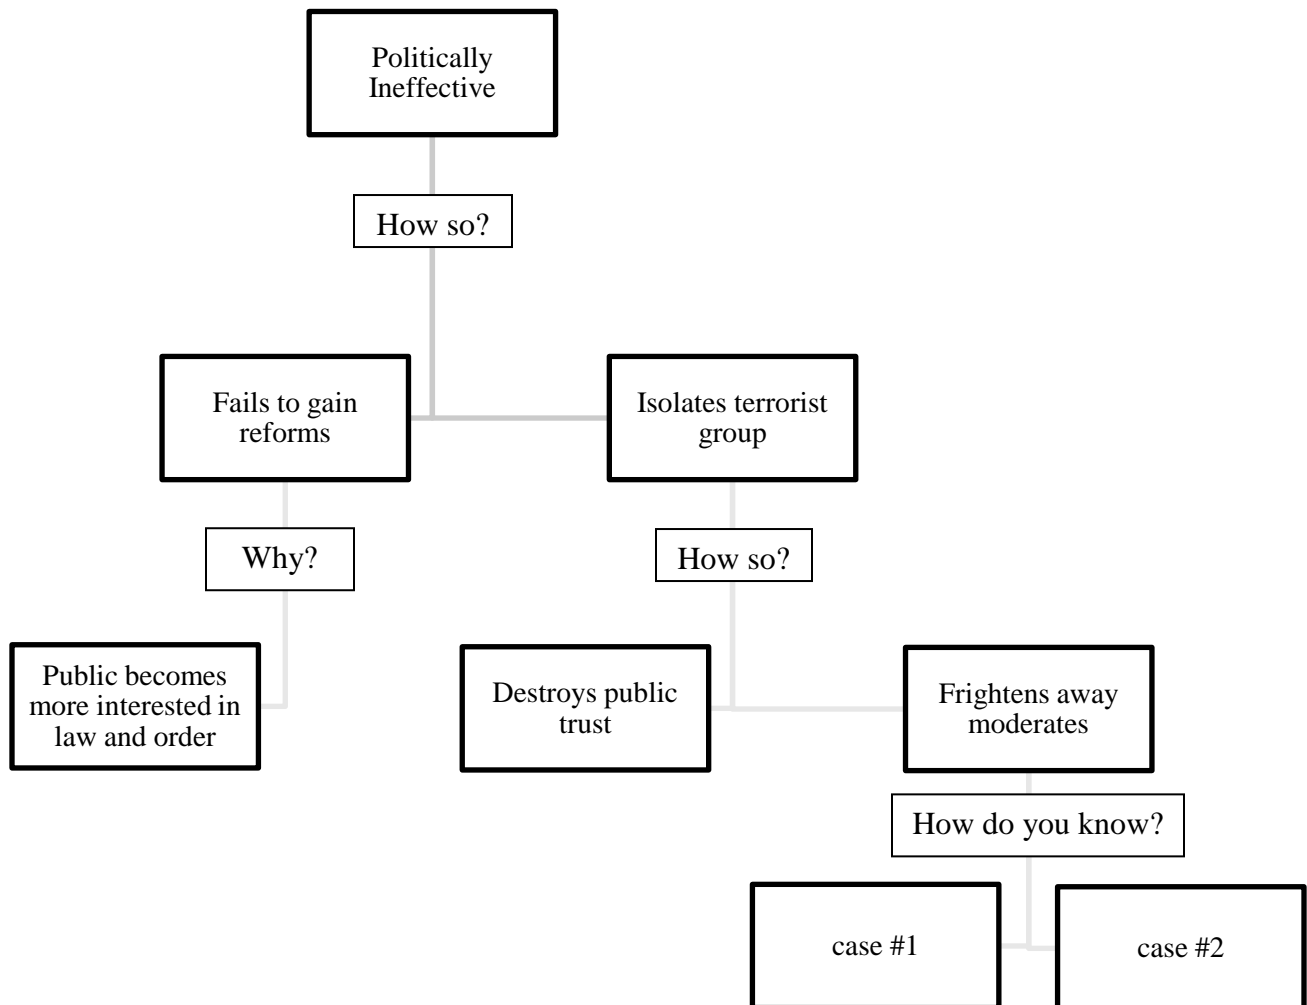 Politically
Ineffective
How so?
Fails to gain
reforms
Isolates terrorist
group
Why?
How so?
Public becomes
more interested in
law and order
Destroys public
trust
Frightens away
moderates
How do you know?
case #1
case #2